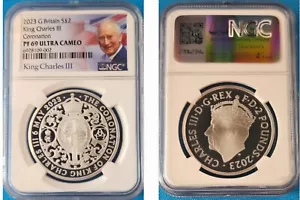 2023 G.Britain S£2
King Charles III
Coronation
PF 69 ULTRA CAMEO
NGC
King Charles III
THE CORONATION OF KING CHARLES III 6 MAY 2023
NGC
CHARLES III·D·G·REX·F·D·2 POUNDS·2023